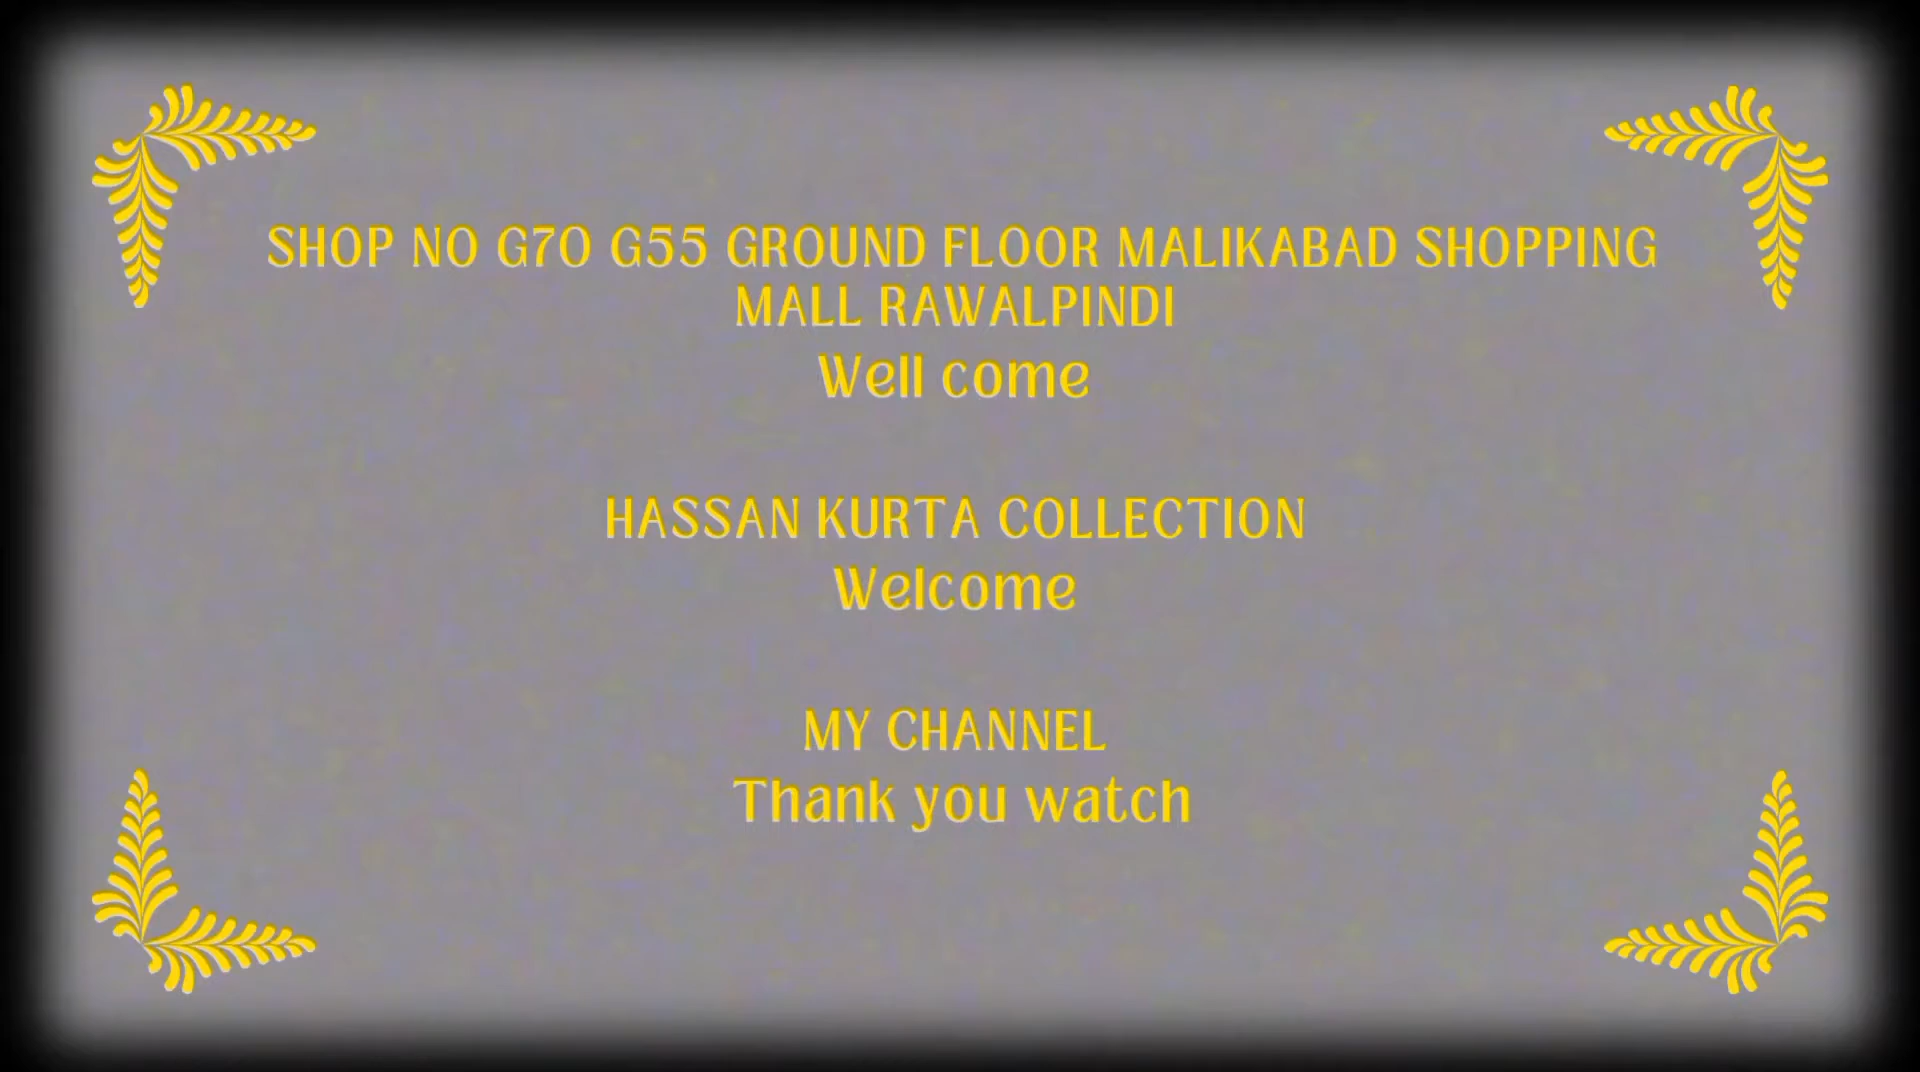 SHOP NO G70 G55 GROUND FLOOR MALIKABAD SHOPPING
MALL RAWALPINDI
Well come
HASSAN KURTA COLLECTION
Welcome
MY CHANNEL
Thank you watch